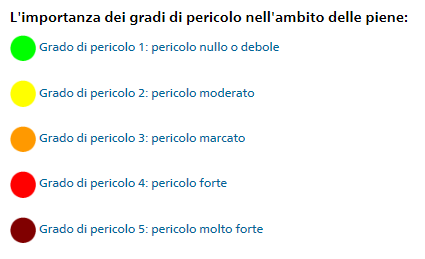 L'importanza dei gradi di pericolo nell'ambito delle piene:
Grado di pericolo 1: pericolo nullo o debole
Grado di pericolo 2: pericolo moderato
Grado di pericolo 3: pericolo marcato
Grado di pericolo 4: pericolo forte
Grado di pericolo 5: pericolo molto forte